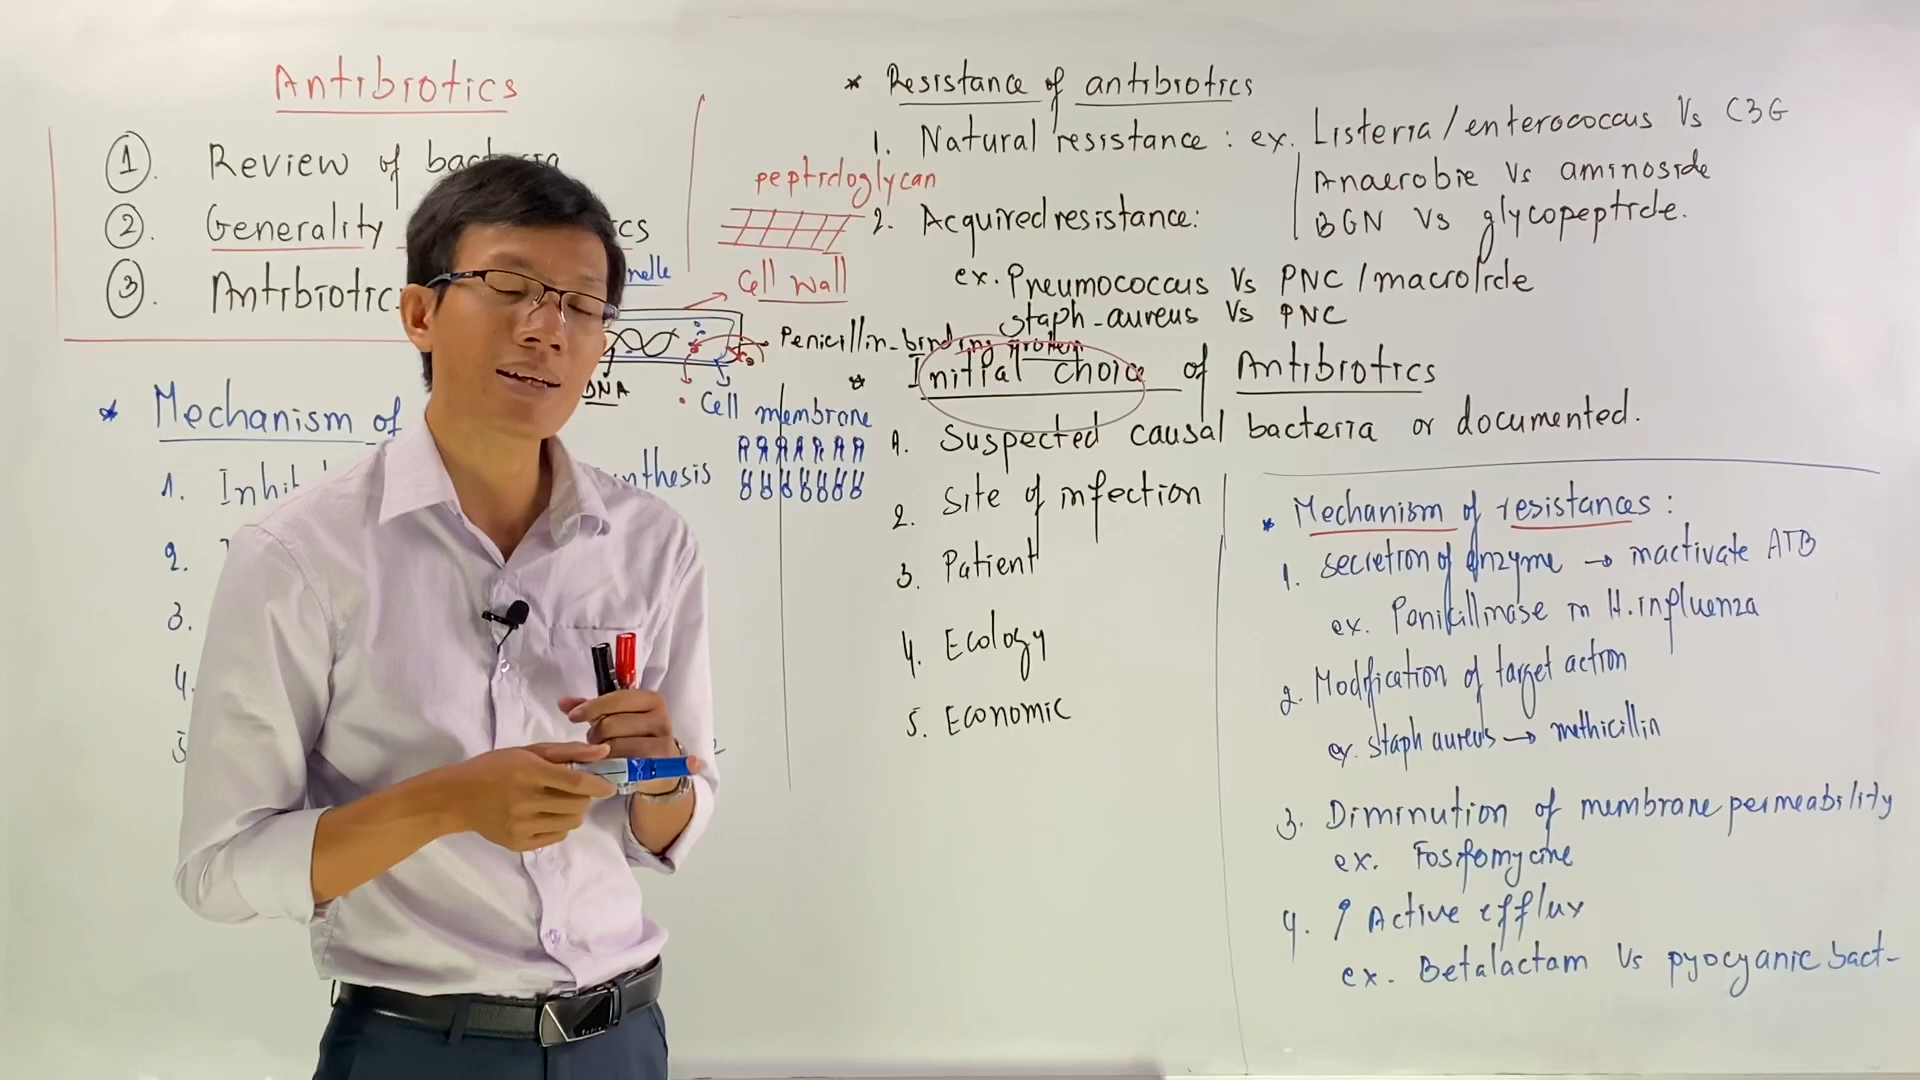 Antibiotics
1. Review of bacteria
2. Generality cs
3. Antibiotic
nelle
peptidoglycan
Cell wall
Penicillin-binding protein
DNA
Cell membrane
* Mechanism of
1. Inhib nthesis
2.
3.
4.
5
* Resistance of antibiotics
1. Natural resistance : ex. Listeria/enterococcus Vs C3G
Anaerobie Vs aminoside
BGN Vs glycopeptide.
2. Acquired resistance:
ex. Pneumococcus Vs PNC/macrolide
Staph-aureus Vs PNC
* Initial choice of Antibiotics
1. Suspected causal bacteria or documented.
2. Site of infection
3. Patient
4. Ecology
5. Economic
* Mechanism of resistances :
1. Secretion of enzyme → inactivate ATB
ex. Penikillinase in H.influenza
2. Modification of target action
ex. Staph aureus → methicillin
3. Diminution of membrane permeability
ex. Fosfomycine
4. ↑ Active efflux
ex. Betalactam Vs pyocyanic bact-